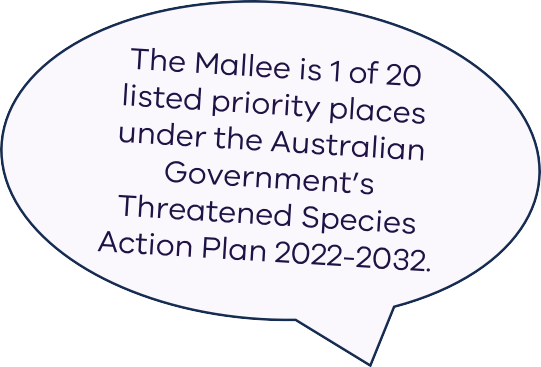 The Mallee is 1 of 20
listed priority places
under the Australian
Government’s
Threatened Species
Action Plan 2022-2032.